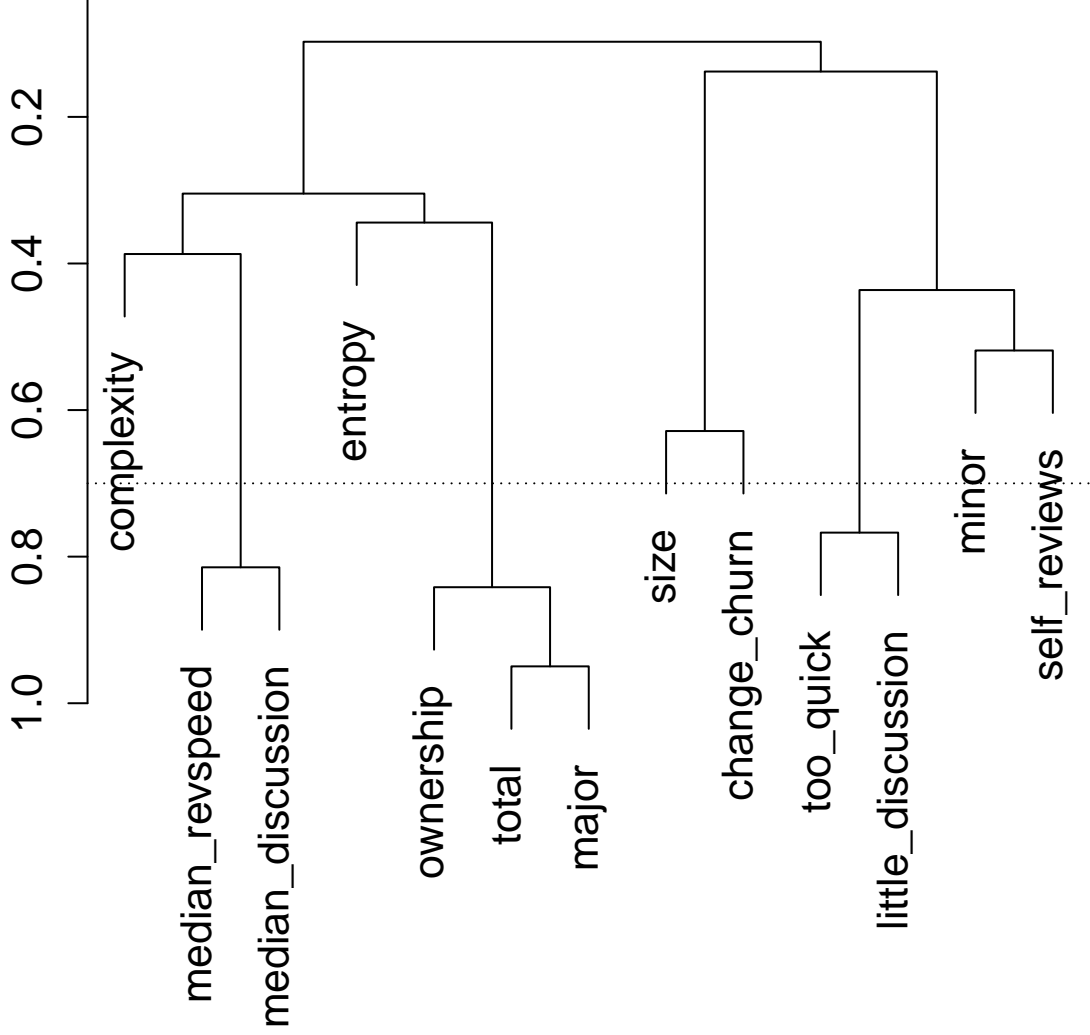 0.2
0.4
0.6
0.8
1.0
complexity
median_revspeed
median_discussion
entropy
ownership
total
major
size
change_churn
too_quick
little_discussion
minor
self_reviews